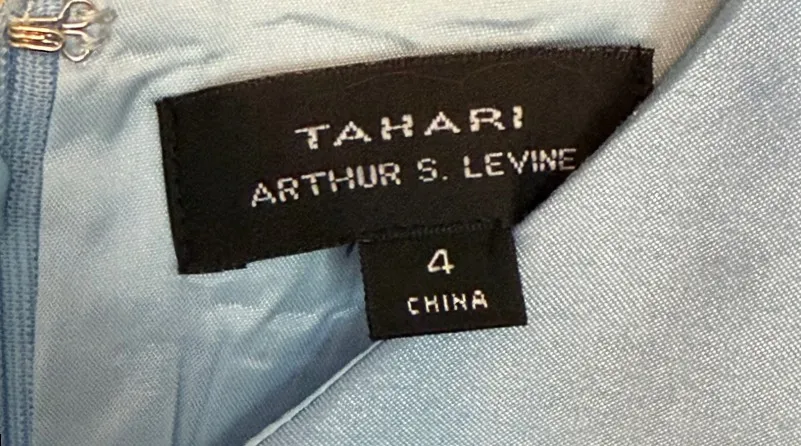 TAHARI
ARTHUR S. LEVINE
4
CHINA